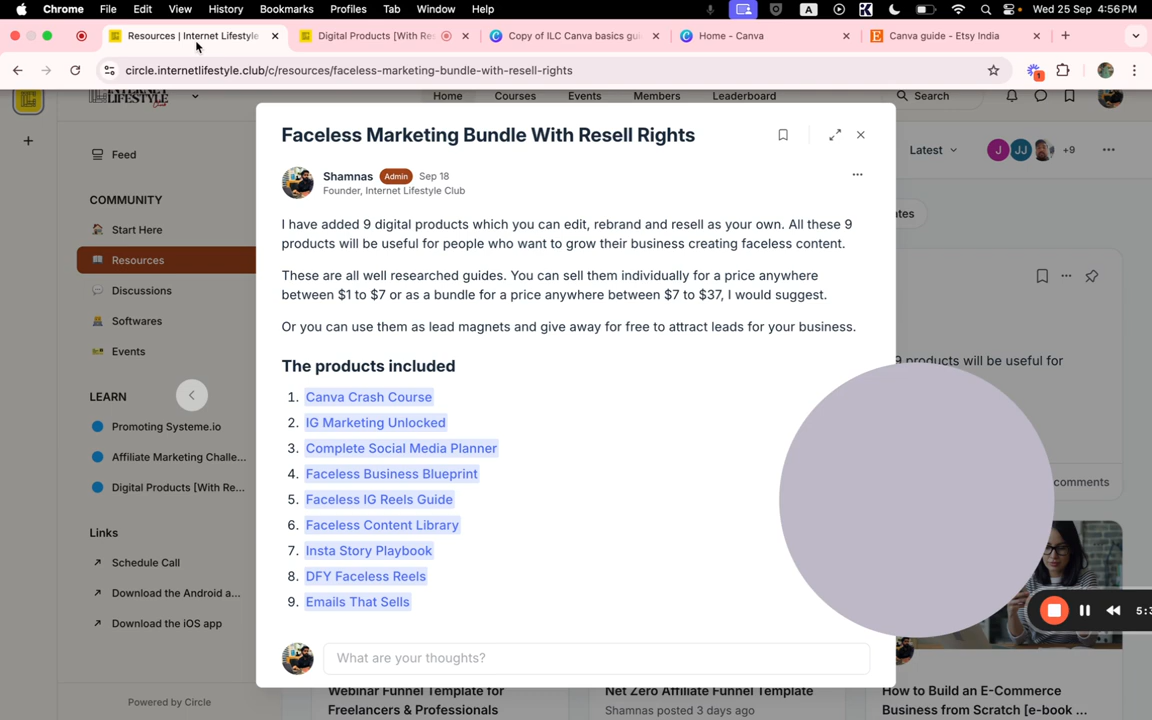 Chrome File Edit View History Bookmarks Profiles Tab Window Help A Wed 25 Sep 4:56PM
Resources | Internet Lifestyle Digital Products [With Res Copy of ILC Canva basics gui Home - Canva Canva guide - Etsy India
circle.internetlifestyle.club/c/resources/faceless-marketing-bundle-with-resell-rights 1
LIFESTYLE Home Courses Events Members Leaderboard Search
Faceless Marketing Bundle With Resell Rights
Latest J JJ +9
Feed
Shamnas Admin Sep 18
Founder, Internet Lifestyle Club
COMMUNITY
Start Here
Resources
Discussions
Softwares
Events
I have added 9 digital products which you can edit, rebrand and resell as your own. All these 9
products will be useful for people who want to grow their business creating faceless content.
These are all well researched guides. You can sell them individually for a price anywhere
between $1 to $7 or as a bundle for a price anywhere between $7 to $37, I would suggest.
Or you can use them as lead magnets and give away for free to attract leads for your business.
The products included
1. Canva Crash Course
2. IG Marketing Unlocked
3. Complete Social Media Planner
4. Faceless Business Blueprint
5. Faceless IG Reels Guide
6. Faceless Content Library
7. Insta Story Playbook
8. DFY Faceless Reels
9. Emails That Sells
What are your thoughts?
LEARN
Promoting Systeme.io
Affiliate Marketing Challe...
Digital Products [With Re...
Links
Schedule Call
Download the Android a...
Download the iOS app
Powered by Circle
9 products will be useful for
comments
5:3
Webinar Funnel Template for
Freelancers & Professionals
Net Zero Affiliate Funnel Template
Shamnas posted 3 days ago
How to Build an E-Commerce
Business from Scratch [e-book ...